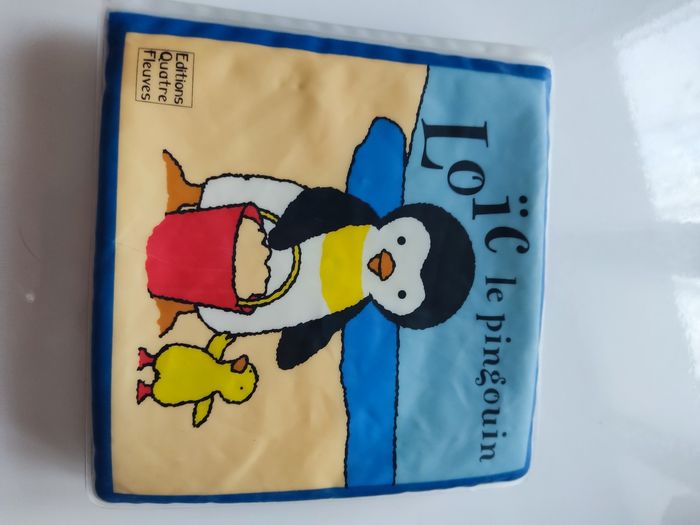 Loïc le pingouin
Editions
Quatre
Fleuves